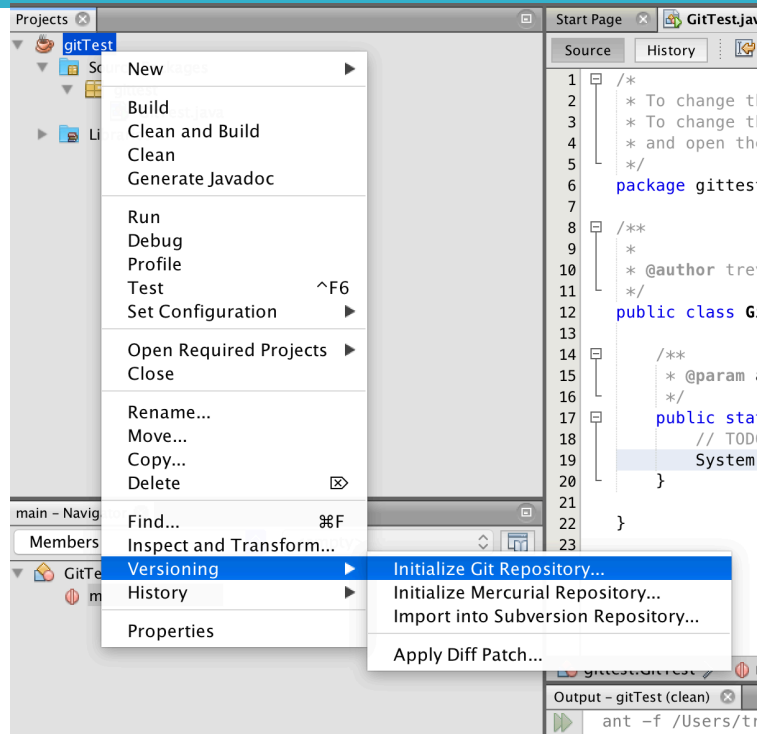 Projects
gitTest
New
Build
Clean and Build
Clean
Generate Javadoc
Run
Debug
Profile
Test ^F6
Set Configuration
Open Required Projects
Close
Rename...
Move...
Copy...
Delete
Find... ⌘F
Inspect and Transform...
Versioning
History
Properties
Initialize Git Repository...
Initialize Mercurial Repository...
Import into Subversion Repository...
Apply Diff Patch...
main – Navig
Members
GitTe
m
Start Page GitTest.jav
Source History
1 /*
2 * To change th
3 * To change th
4 * and open the
5 */
6 package gittest
7
8 /**
9 *
10 * @author tre
11 */
12 public class G
13
14 /**
15 * @param a
16 */
17 public sta
18 // TODO
19 System
20 }
21
22 }
23
gittest.GitTest
Output – gitTest (clean)
ant –f /Users/tr